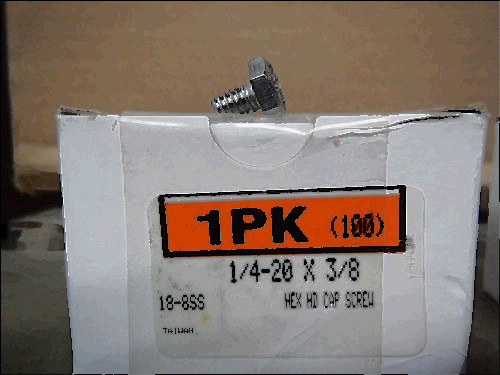 1PK (100)
1/4-20 X 3/8
18-8SS HEX HD CAP SCREW
TAIWAN